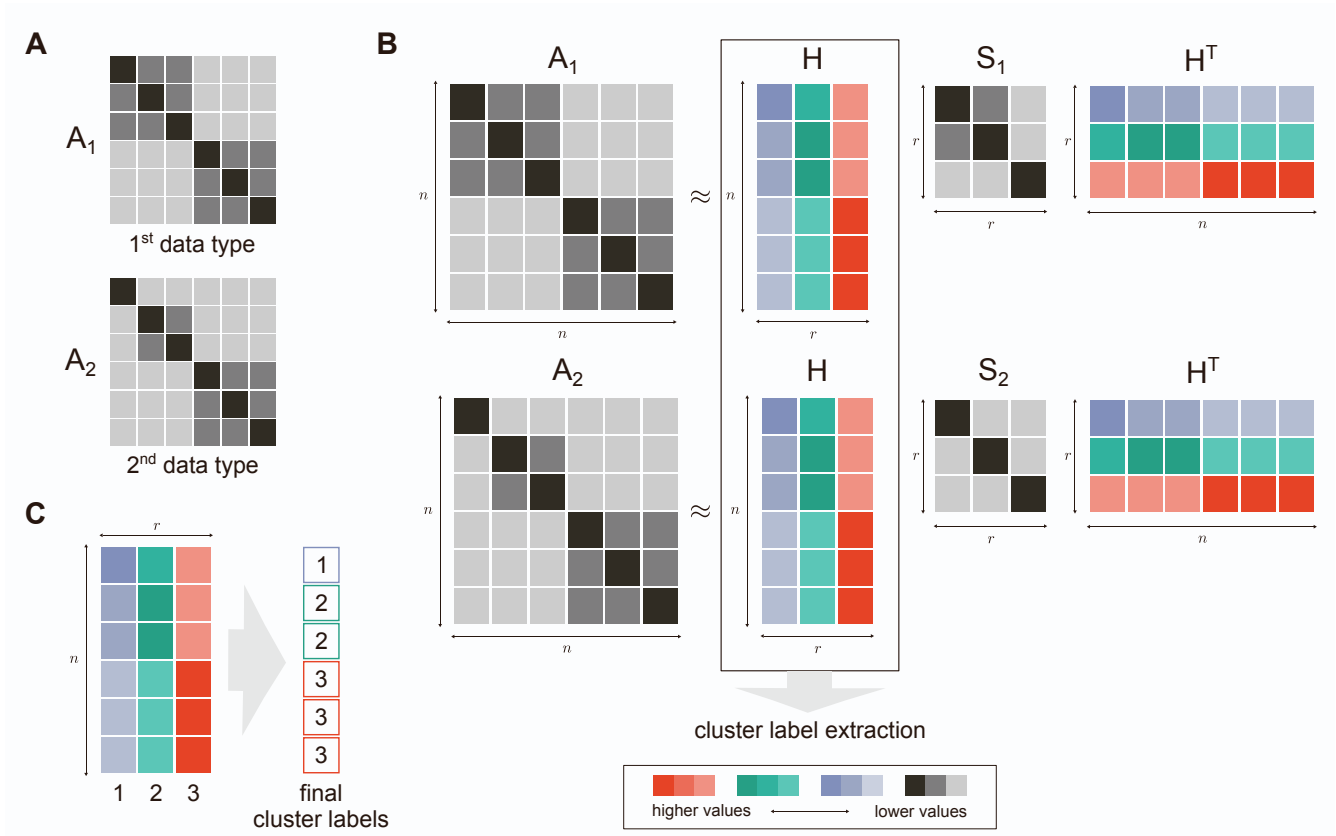 A
A₁
1ˢᵗ data type
A₂
2ⁿᵈ data type
B
A₁
H
S₁
Hᵀ
n
≈
n
r
r
n
r
r
n
A₂
H
S₂
Hᵀ
n
≈
n
r
r
n
r
r
n
cluster label extraction
higher values
lower values
C
r
n
1 2 3
1
2
2
3
3
3
final
cluster labels